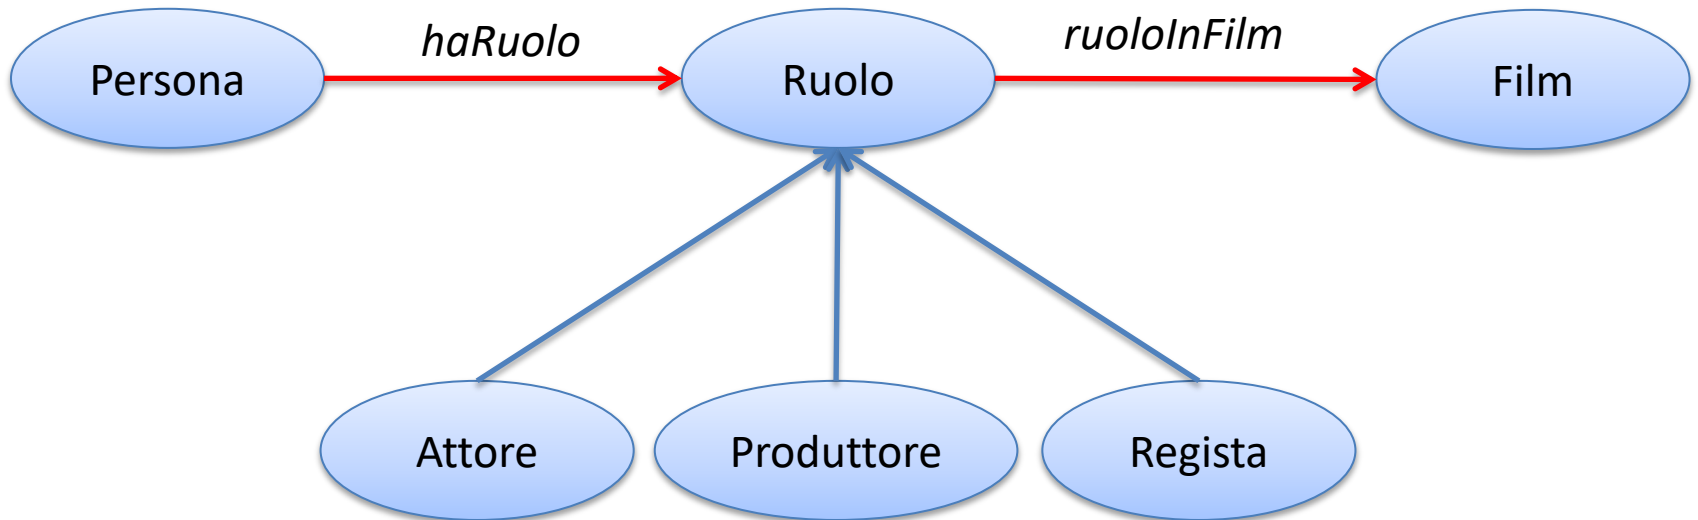 haRuolo
ruoloInFilm
Persona
Ruolo
Film
Attore
Produttore
Regista